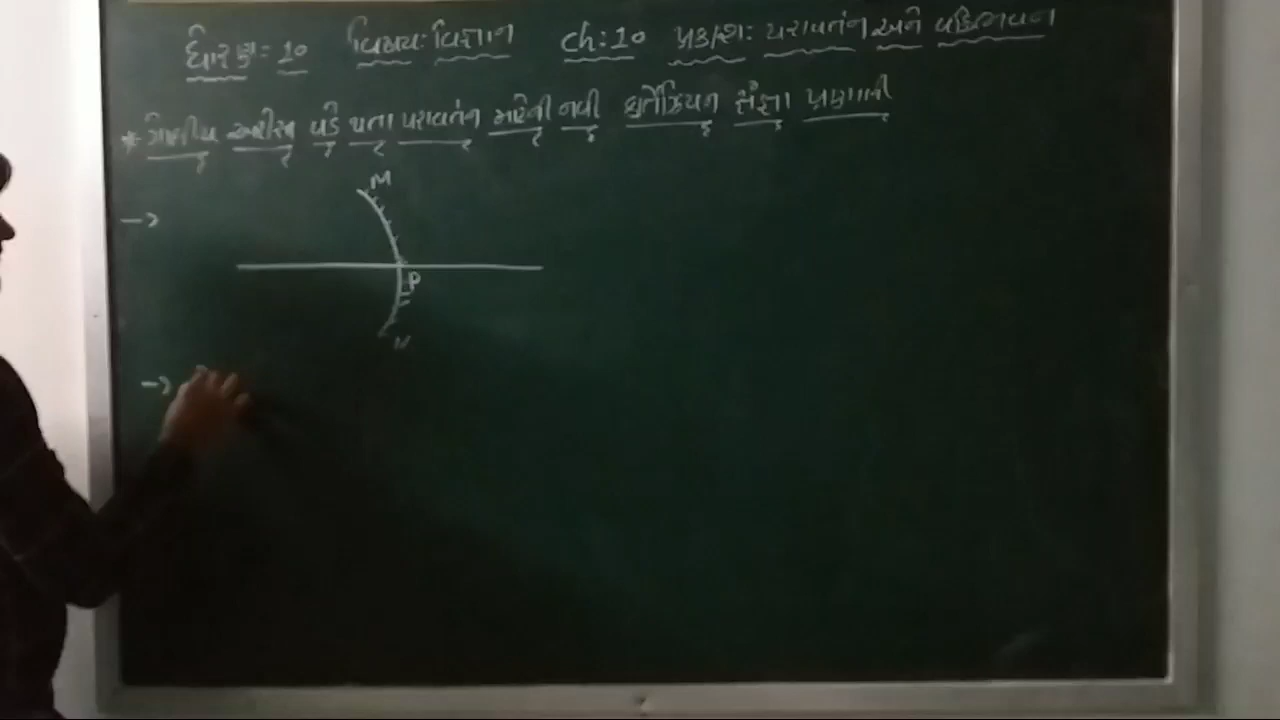 ધોરણ: 10 વિષય: વિજ્ઞાન ch: 10 પ્રકાશ: પરાવર્તન અને વક્રીભવન
* ગોલીય અરીસા વડે થતા પરાવર્તન માટેની નવી કાર્તેઝિયન સંજ્ઞા પ્રણાલી
M
->
P
N
->